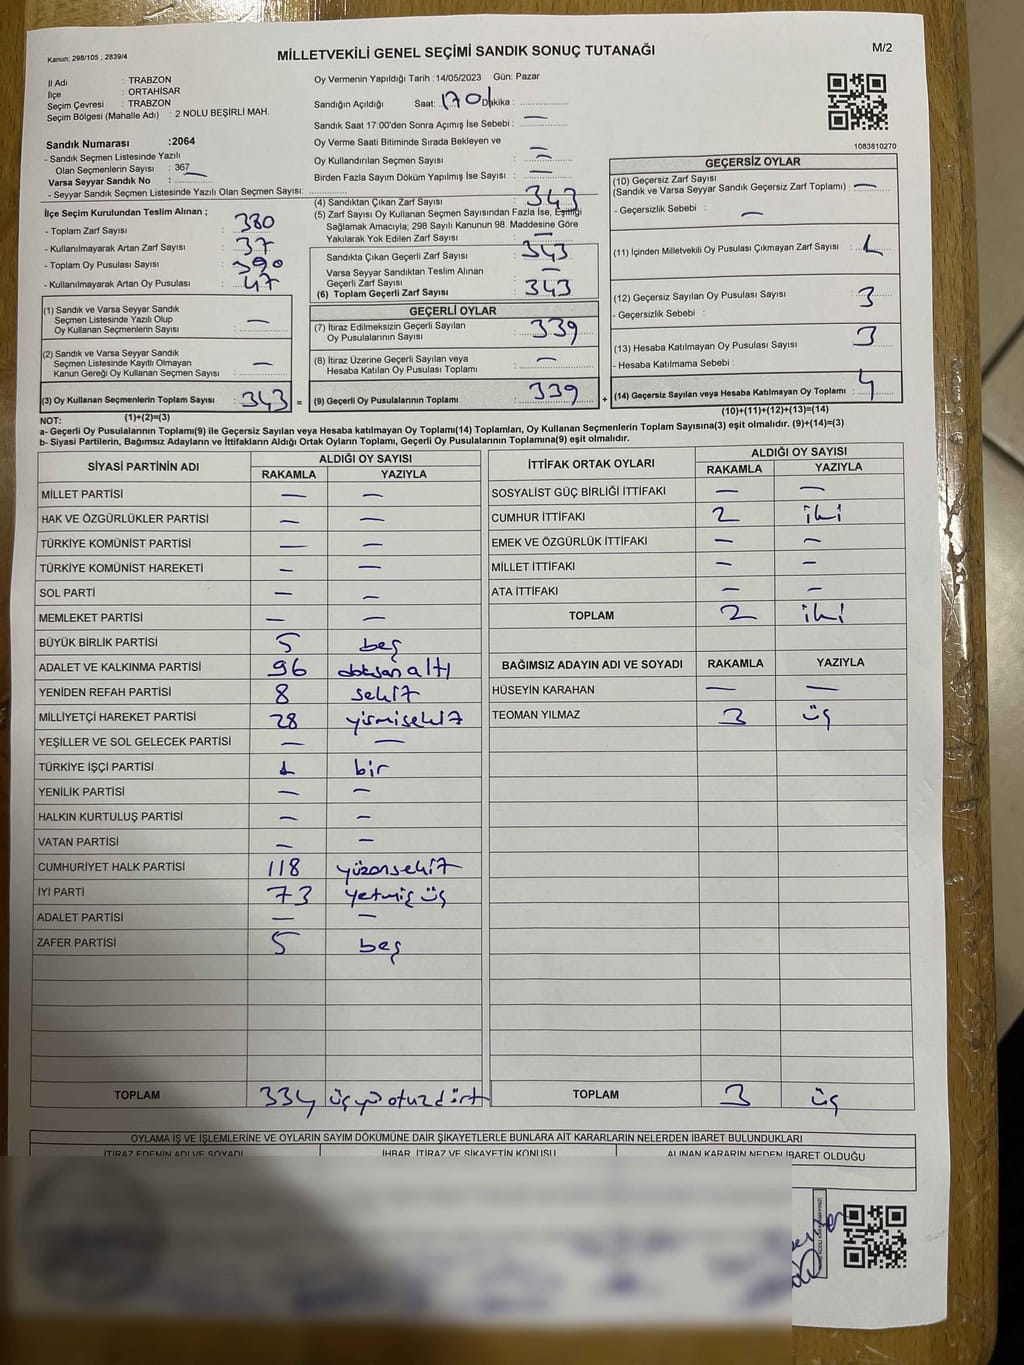 Kanun; 298/105 , 2839/4
MİLLETVEKİLİ GENEL SEÇİMİ SANDIK SONUÇ TUTANAĞI
M/2
İl Adı : TRABZON
İlçe : ORTAHİSAR
Seçim Çevresi : TRABZON
Seçim Bölgesi (Mahalle Adı) : 2 NOLU BEŞİRLİ MAH.
Sandık Numarası :2064
- Sandık Seçmen Listesinde Yazılı
Olan Seçmenlerin Sayısı : 367
Varsa Seyyar Sandık No : —
- Seyyar Sandık Seçmen Listesinde Yazılı Olan Seçmen Sayısı:
İlçe Seçim Kurulundan Teslim Alınan ;
- Toplam Zarf Sayısı : 380
- Kullanılmayarak Artan Zarf Sayısı : 37
- Toplam Oy Pusulası Sayısı : 390
- Kullanılmayarak Artan Oy Pusulası : 47
(1) Sandık ve Varsa Seyyar Sandık
Seçmen Listesinde Yazılı Olup
Oy Kullanan Seçmenlerin Sayısı : —
(2) Sandık ve Varsa Seyyar Sandık
Seçmen Listesinde Kayıtlı Olmayan
Kanun Gereği Oy Kullanan Seçmen Sayısı : —
(3) Oy Kullanan Seçmenlerin Toplam Sayısı : 343 =
(1)+(2)=(3)
Oy Vermenin Yapıldığı Tarih :14/05/2023 Gün: Pazar
Sandığın Açıldığı Saat: 1701 Dakika :
Sandık Saat 17:00'den Sonra Açımış İse Sebebi : —
Oy Verme Saati Bitiminde Sırada Bekleyen ve —
Oy Kullandırılan Seçmen Sayısı : —
Birden Fazla Sayım Döküm Yapılmış İse Sayısı : —
(4) Sandıktan Çıkan Zarf Sayısı : 343
(5) Zarf Sayısı Oy Kullanan Seçmen Sayısından Fazla İse, Eşitliği
Sağlamak Amacıyla; 298 Sayılı Kanunun 98. Maddesine Göre
Yakılarak Yok Edilen Zarf Sayısı : —
Sandıkta Çıkan Geçerli Zarf Sayısı : 343
Varsa Seyyar Sandıktan Teslim Alınan
Geçerli Zarf Sayısı : —
(6) Toplam Geçerli Zarf Sayısı : 343
GEÇERLİ OYLAR
(7) İtiraz Edilmeksizin Geçerli Sayılan
Oy Pusulalarının Sayısı : 339
(8) İtiraz Üzerine Geçerli Sayılan veya
Hesaba Katılan Oy Pusulası Toplamı : —
(9) Geçerli Oy Pusulalarının Toplamı : 339 +
1083810270
GEÇERSİZ OYLAR
(10) Geçersiz Zarf Sayısı
(Sandık ve Varsa Seyyar Sandık Geçersiz Zarf Toplamı) : —
- Geçersizlik Sebebi : —
(11) İçinden Milletvekili Oy Pusulası Çıkmayan Zarf Sayısı : 1
(12) Geçersiz Sayılan Oy Pusulası Sayısı : 3
- Geçersizlik Sebebi :
(13) Hesaba Katılmayan Oy Pusulası Sayısı : 3
- Hesaba Katılmama Sebebi :
(14) Geçersiz Sayılan veya Hesaba Katılmayan Oy Toplamı : 4
(10)+(11)+(12)+(13)=(14)
NOT:
a- Geçerli Oy Pusulalarının Toplamı(9) ile Geçersiz Sayılan veya Hesaba katılmayan Oy Toplamı(14) Toplamları, Oy Kullanan Seçmenlerin Toplam Sayısına(3) eşit olmalıdır. (9)+(14)=(3)
b- Siyasi Partilerin, Bağımsız Adayların ve İttifakların Aldığı Ortak Oyların Toplamı, Geçerli Oy Pusulalarının Toplamına(9) eşit olmalıdır.
SİYASİ PARTİNİN ADI ALDIĞI OY SAYISI
RAKAMLA YAZIYLA
MİLLET PARTİSİ — —
HAK VE ÖZGÜRLÜKLER PARTİSİ — —
TÜRKİYE KOMÜNİST PARTİSİ — —
TÜRKİYE KOMÜNİST HAREKETİ — —
SOL PARTİ — —
MEMLEKET PARTİSİ — —
BÜYÜK BİRLİK PARTİSİ 5 beş
ADALET VE KALKINMA PARTİSİ 96 doksan altı
YENİDEN REFAH PARTİSİ 8 sekiz
MİLLİYETÇİ HAREKET PARTİSİ 28 yirmisekiz
YEŞİLLER VE SOL GELECEK PARTİSİ — —
TÜRKİYE İŞÇİ PARTİSİ 1 bir
YENİLİK PARTİSİ — —
HALKIN KURTULUŞ PARTİSİ — —
VATAN PARTİSİ — —
CUMHURİYET HALK PARTİSİ 118 yüzonsekiz
İYİ PARTİ 73 yetmiş üç
ADALET PARTİSİ — —
ZAFER PARTİSİ 5 beş
TOPLAM 334 üçyüz otuzdört
İTTİFAK ORTAK OYLARI ALDIĞI OY SAYISI
RAKAMLA YAZIYLA
SOSYALİST GÜÇ BİRLİĞİ İTTİFAKI — —
CUMHUR İTTİFAKI 2 iki
EMEK VE ÖZGÜRLÜK İTTİFAKI — —
MİLLET İTTİFAKI — —
ATA İTTİFAKI — —
TOPLAM 2 iki
BAĞIMSIZ ADAYIN ADI VE SOYADI RAKAMLA YAZIYLA
HÜSEYİN KARAHAN — —
TEOMAN YILMAZ 3 üç
TOPLAM 3 üç
OYLAMA İŞ VE İŞLEMLERİNE VE OYLARIN SAYIM DÖKÜMÜNE DAİR ŞİKAYETLERLE BUNLARA AİT KARARLARIN NELERDEN İBARET BULUNDUKLARI
İTİRAZ EDENİN ADI VE SOYADI İHBAR, İTİRAZ VE ŞİKAYETİN KONUSU ALINAN KARARIN NEDEN İBARET OLDUĞU